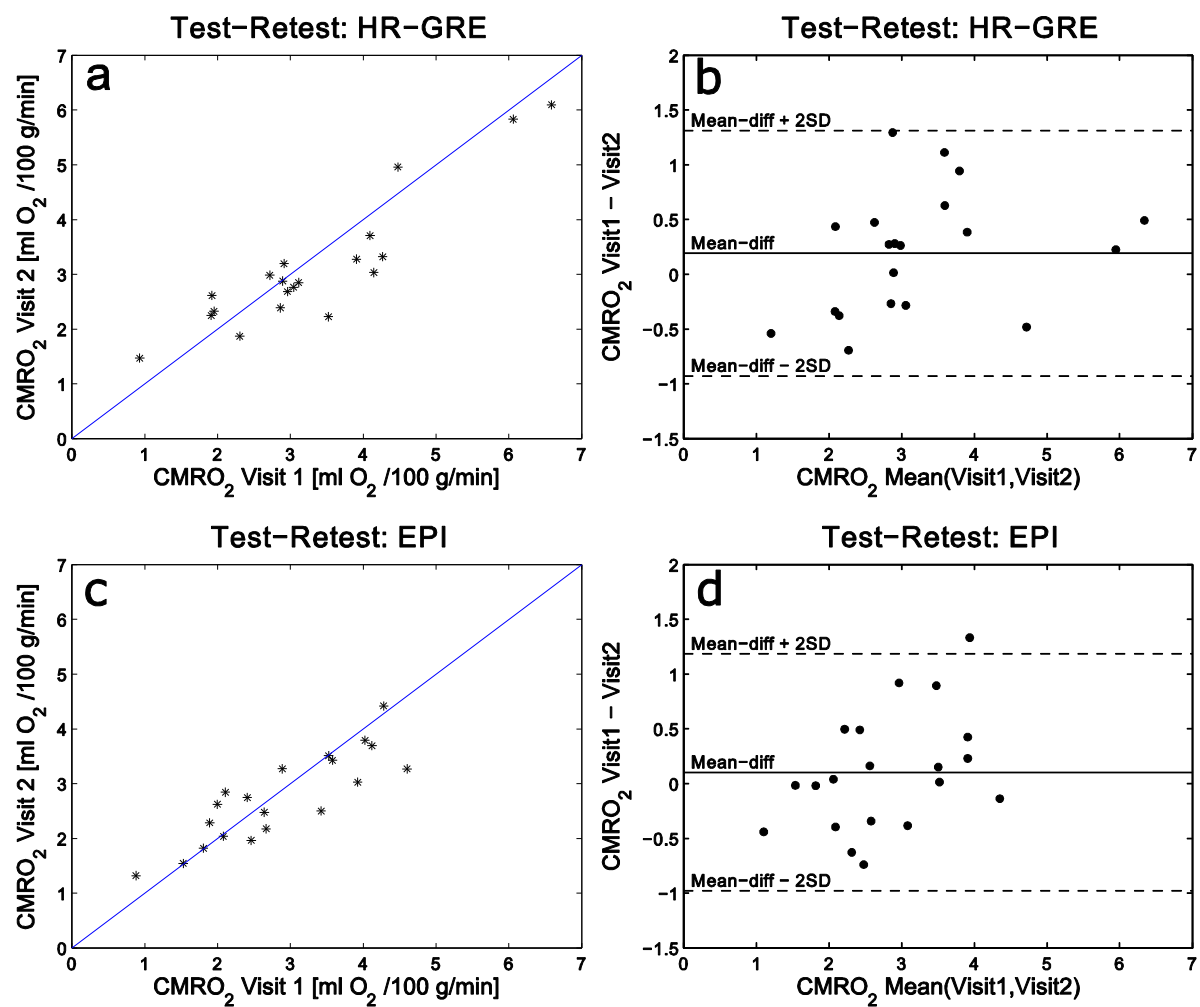 Test−Retest: HR−GRE
a
7
6
5
4
3
2
1
0
CMRO2 Visit 2 [ml O2 /100 g/min]
0 1 2 3 4 5 6 7
CMRO2 Visit 1 [ml O2 /100 g/min]
Test−Retest: HR−GRE
b
2
1.5
1
0.5
0
−0.5
−1
−1.5
CMRO2 Visit1 − Visit2
Mean−diff + 2SD
Mean−diff
Mean−diff − 2SD
0 1 2 3 4 5 6 7
CMRO2 Mean(Visit1,Visit2)
Test−Retest: EPI
c
7
6
5
4
3
2
1
0
CMRO2 Visit 2 [ml O2 /100 g/min]
0 1 2 3 4 5 6 7
CMRO2 Visit 1 [ml O2 /100 g/min]
Test−Retest: EPI
d
2
1.5
1
0.5
0
−0.5
−1
−1.5
CMRO2 Visit1 − Visit2
Mean−diff + 2SD
Mean−diff
Mean−diff − 2SD
0 1 2 3 4 5 6 7
CMRO2 Mean(Visit1,Visit2)